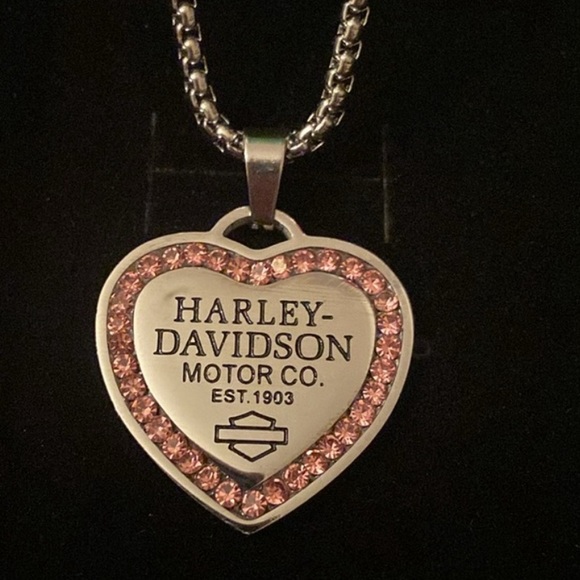 HARLEY-
DAVIDSON
MOTOR CO.
EST.1903